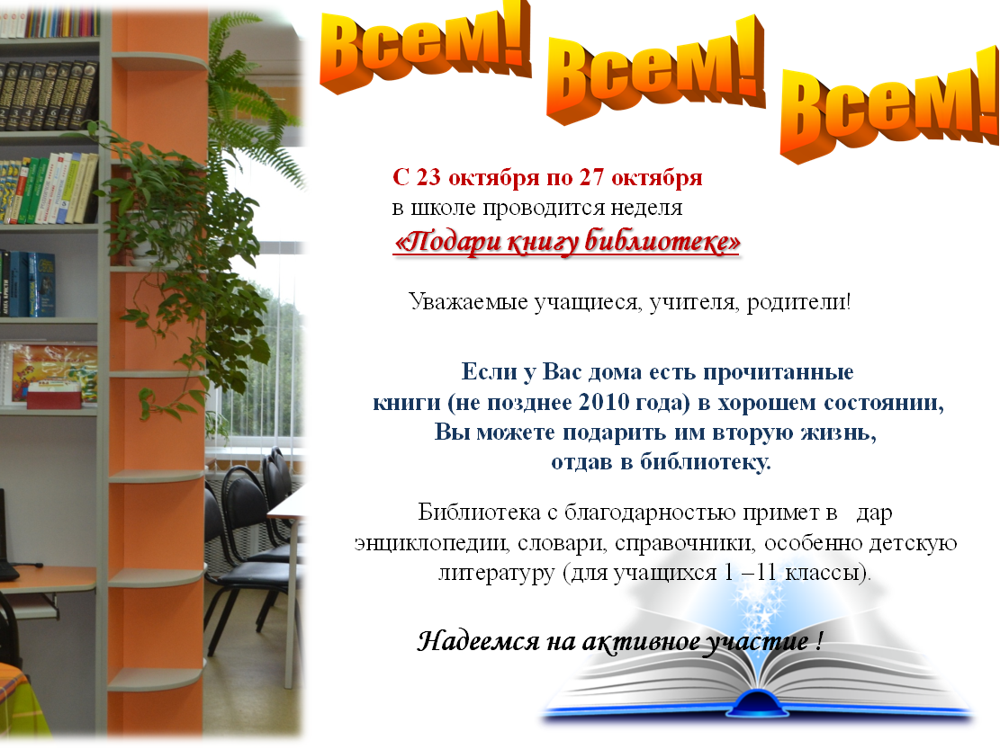 Всем!
Всем!
Всем!
С 23 октября по 27 октября
в школе проводится неделя
«Подари книгу библиотеке»
Уважаемые учащиеся, учителя, родители!
Если у Вас дома есть прочитанные
книги (не позднее 2010 года) в хорошем состоянии,
Вы можете подарить им вторую жизнь,
отдав в библиотеку.
Библиотека с благодарностью примет в дар
энциклопедии, словари, справочники, особенно детскую
литературу (для учащихся 1 –11 классы).
Надеемся на активное участие !